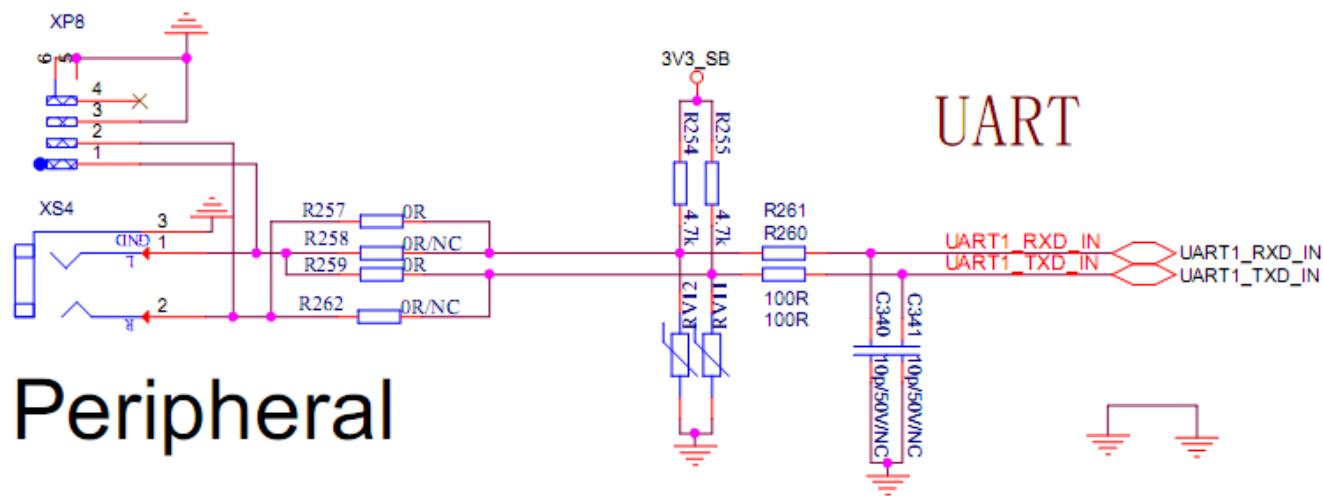 XP8
6
5
4
3
2
1
XS4
3
GND
1
L
2
R
R257
0R
R258
0R/NC
R259
0R
R262
0R/NC
3V3_SB
R254
R255
4.7k
4.7k
RV12
RV11
R261
R260
100R
100R
UART
UART1_RXD_IN
UART1_RXD_IN
UART1_TXD_IN
UART1_TXD_IN
C340
C341
10p/50V/NC
10p/50V/NC
Peripheral